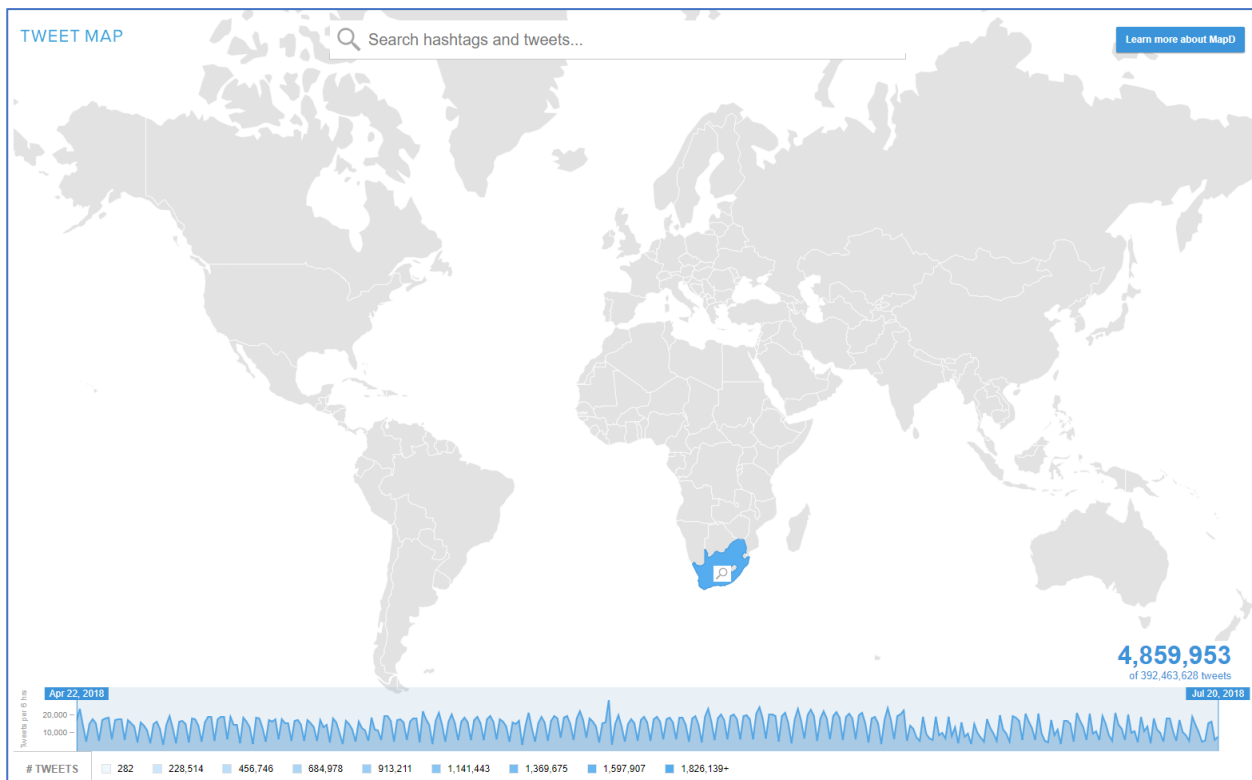 TWEET MAP
Search hashtags and tweets...
Learn more about MapD
4,859,953
of 392,463,628 tweets
Apr 22, 2018
Jul 20, 2018
Tweets per 6 hrs
20,000
10,000
# TWEETS
282
228,514
456,746
684,978
913,211
1,141,443
1,369,675
1,597,907
1,826,139+